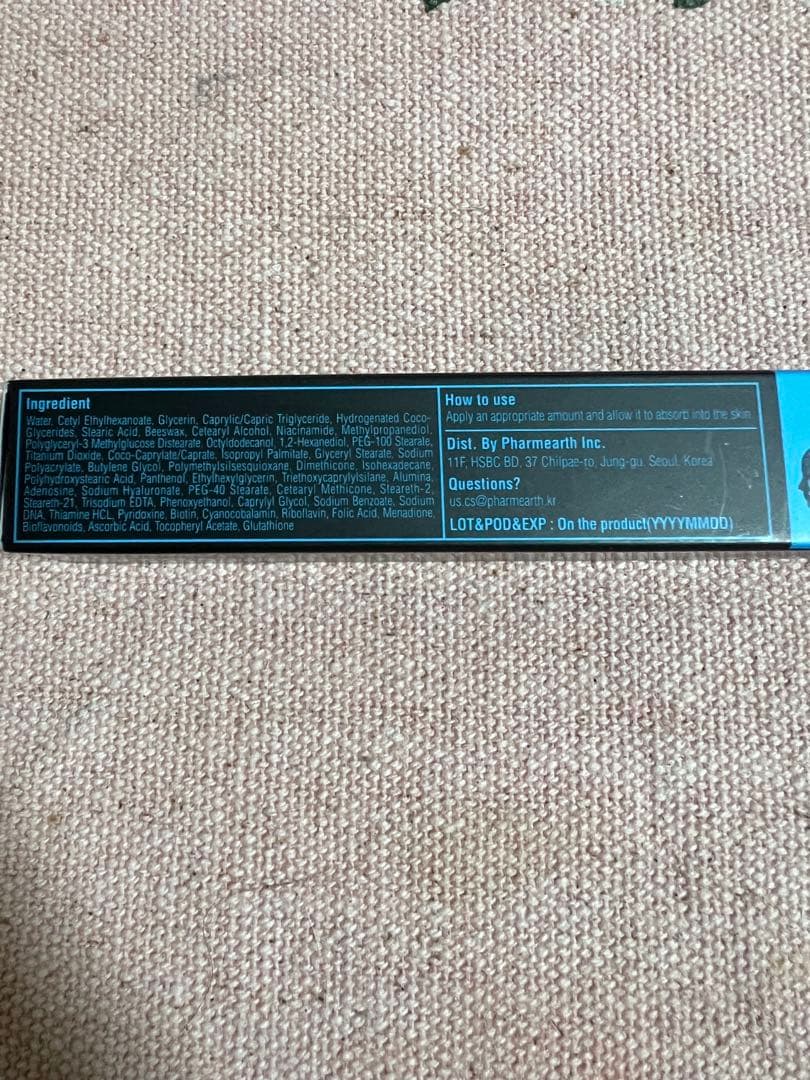 Ingredient
Water, Cetyl Ethylhexanoate, Glycerin, Caprylic/Capric Triglyceride, Hydrogenated Coco-
Glycerides, Stearic Acid, Beeswax, Cetearyl Alcohol, Niacinamide, Methylpropanediol,
Polyglyceryl-3 Methylglucose Distearate, Octyldodecanol, 1,2-Hexanediol, PEG-100 Stearate,
Titanium Dioxide, Coco-Caprylate/Caprate, Isopropyl Palmitate, Glyceryl Stearate, Sodium
Polyacrylate, Butylene Glycol, Polymethylsilsesquioxane, Dimethicone, Isohexadecane,
Polyhydroxystearic Acid, Panthenol, Ethylhexylglycerin, Triethoxycaprylylsilane, Alumina,
Adenosine, Sodium Hyaluronate, PEG-40 Stearate, Cetearyl Methicone, Steareth-2,
Steareth-21, Trisodium EDTA, Phenoxyethanol, Caprylyl Glycol, Sodium Benzoate, Sodium
DNA, Thiamine HCL, Pyridoxine, Biotin, Cyanocobalamin, Riboflavin, Folic Acid, Menadione,
Bioflavonoids, Ascorbic Acid, Tocopheryl Acetate, Glutathione
How to use
Apply an appropriate amount and allow it to absorb into the skin.
Dist. By Pharmearth Inc.
11F, HSBC BD, 37 Chilpae-ro, Jung-gu, Seoul, Korea
Questions?
us.cs@pharmearth.kr
LOT&POD&EXP : On the product(YYYYMMDD)